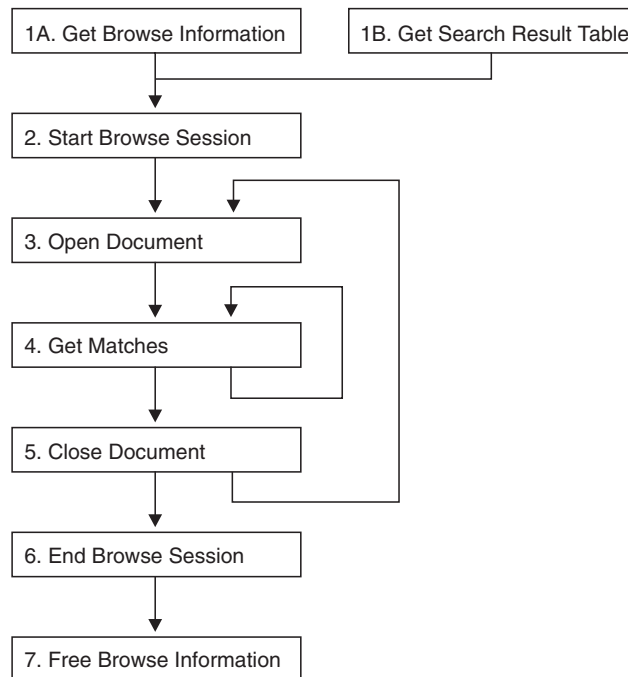 1A. Get Browse Information
1B. Get Search Result Table
2. Start Browse Session
3. Open Document
4. Get Matches
5. Close Document
6. End Browse Session
7. Free Browse Information